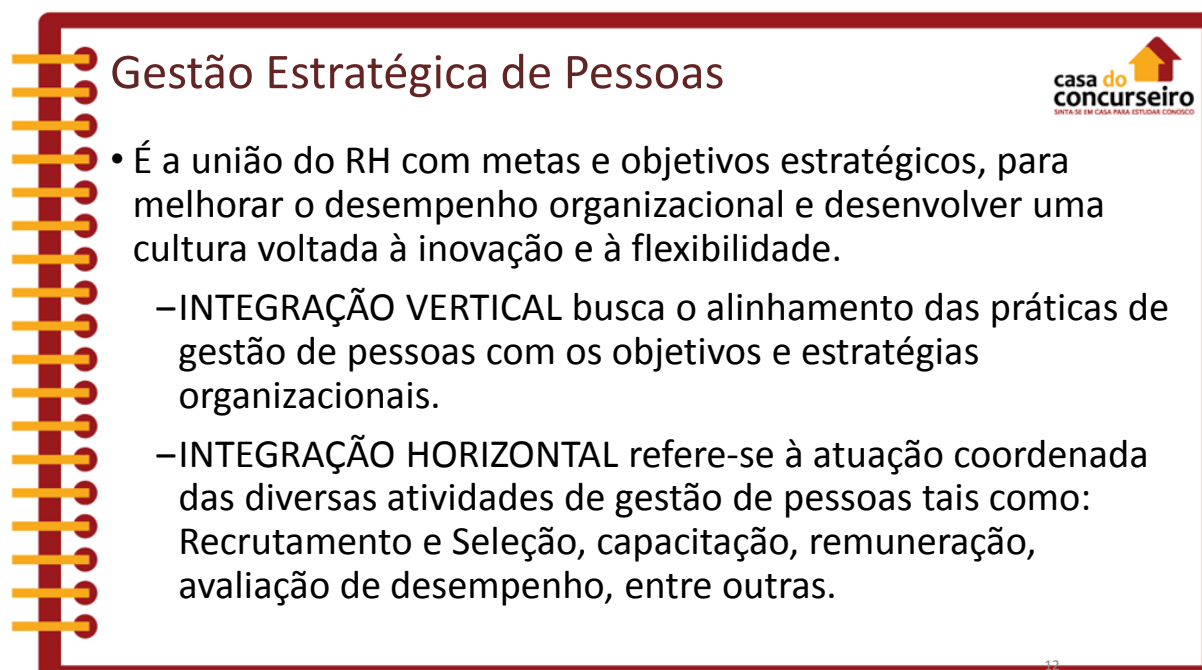 Gestão Estratégica de Pessoas
casa do
concurseiro
SINTA-SE EM CASA PARA ESTUDAR CONOSCO
• É a união do RH com metas e objetivos estratégicos, para
melhorar o desempenho organizacional e desenvolver uma
cultura voltada à inovação e à flexibilidade.
–INTEGRAÇÃO VERTICAL busca o alinhamento das práticas de
gestão de pessoas com os objetivos e estratégias
organizacionais.
–INTEGRAÇÃO HORIZONTAL refere-se à atuação coordenada
das diversas atividades de gestão de pessoas tais como:
Recrutamento e Seleção, capacitação, remuneração,
avaliação de desempenho, entre outras.
12